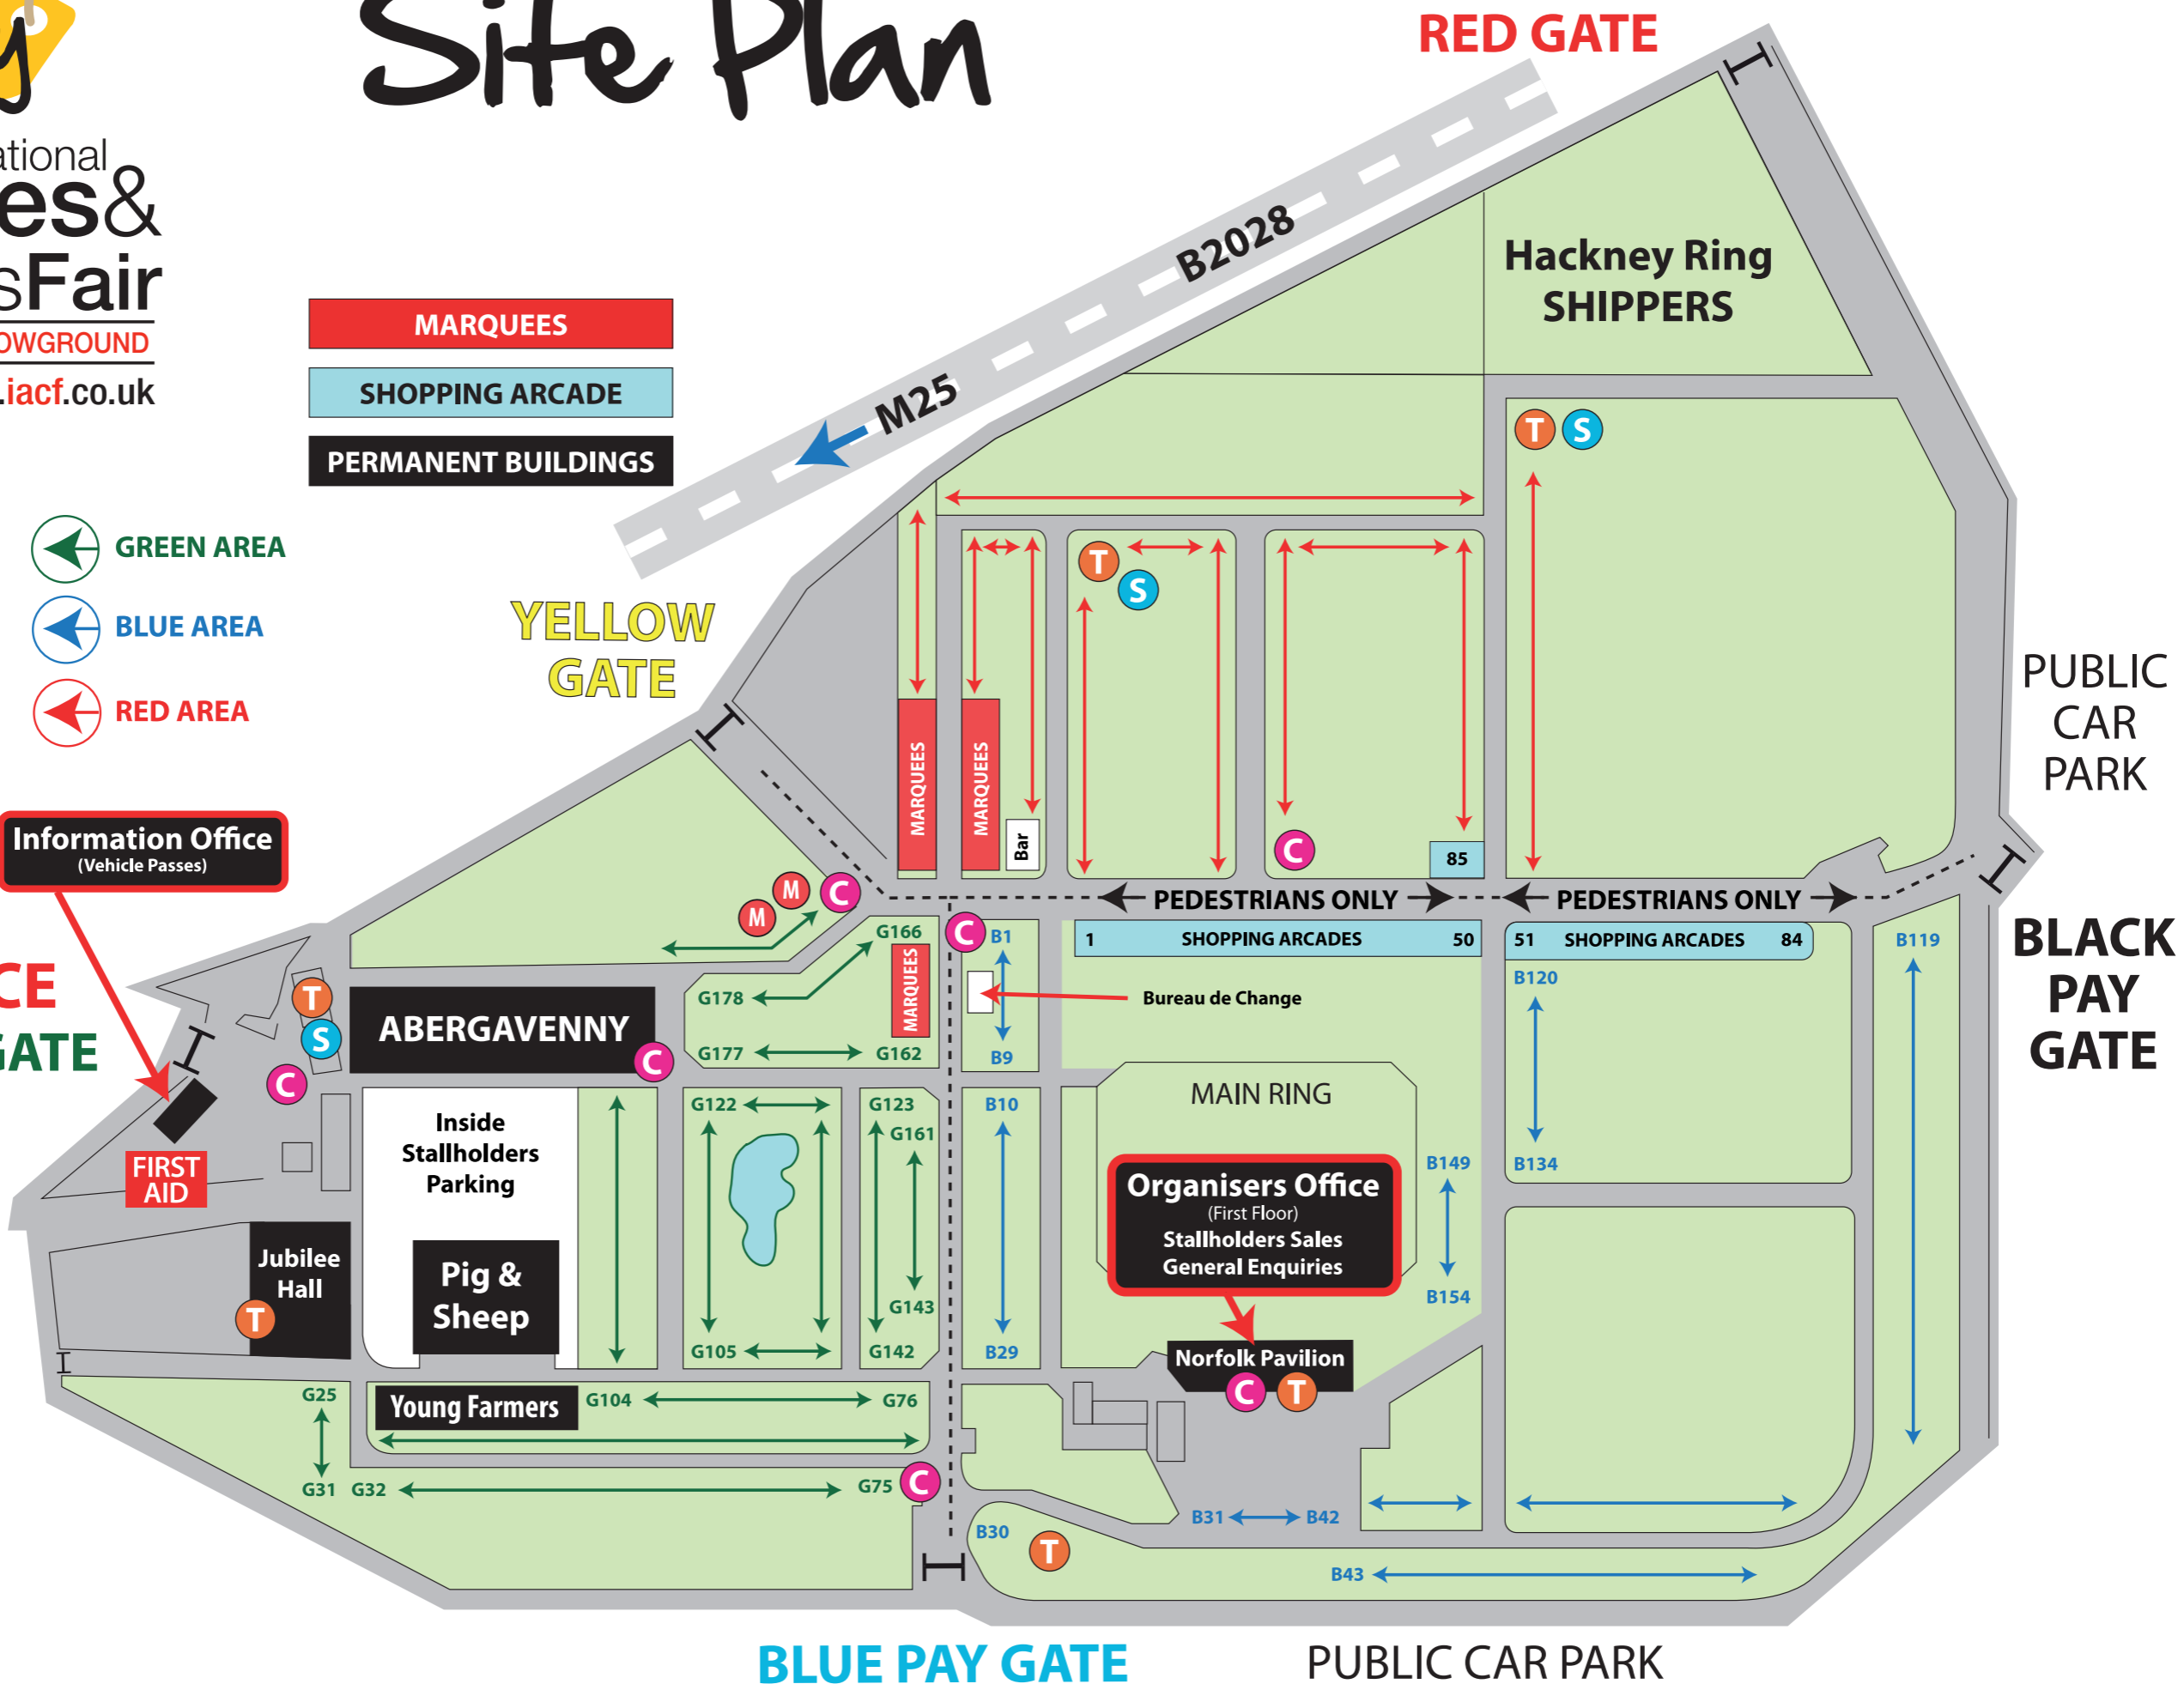 Site Plan
RED GATE
ational
es&
sFair
OWGROUND
.iacf.co.uk
MARQUEES
SHOPPING ARCADE
PERMANENT BUILDINGS
GREEN AREA
BLUE AREA
RED AREA
B2028
M25
Hackney Ring
SHIPPERS
T S
YELLOW
GATE
T
S
PUBLIC
CAR
PARK
MARQUEES
MARQUEES
Bar
C
85
Information Office
(Vehicle Passes)
M
M
C
PEDESTRIANS ONLY
PEDESTRIANS ONLY
CE
GATE
T
S
C
ABERGAVENNY
C
G166
G178
MARQUEES
G177
G162
C
B1
B9
1 SHOPPING ARCADES 50
51 SHOPPING ARCADES 84
B119
BLACK
PAY
GATE
Bureau de Change
B120
B134
MAIN RING
FIRST
AID
Inside
Stallholders
Parking
G122
G123
G161
B10
Organisers Office
(First Floor)
Stallholders Sales
General Enquiries
B149
B154
Jubilee
Hall
T
Pig &
Sheep
G143
G105
G142
B29
Norfolk Pavilion
C T
G25
Young Farmers
G104
G76
G31
G32
G75
C
B30
T
B31
B42
B43
BLUE PAY GATE
PUBLIC CAR PARK